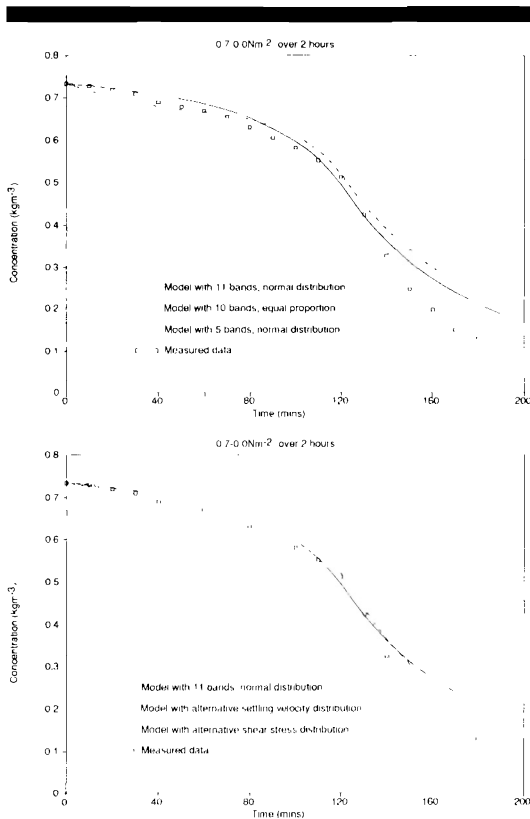 0.7-0.0Nm-2 over 2 hours
0.8
0.7
0.6
0.5
0.4
0.3
0.2
0.1
0
Concentration (kgm-3)
Model with 11 bands, normal distribution
Model with 10 bands, equal proportion
Model with 5 bands, normal distribution
Measured data
0 40 80 120 160 200
Time (mins)
0.7-0.0Nm-2 over 2 hours
0.8
0.7
0.6
0.5
0.4
0.3
0.2
0.1
0
Concentration (kgm-3)
Model with 11 bands, normal distribution
Model with alternative settling velocity distribution
Model with alternative shear stress distribution
Measured data
0 40 80 120 160 200
Time (mins)